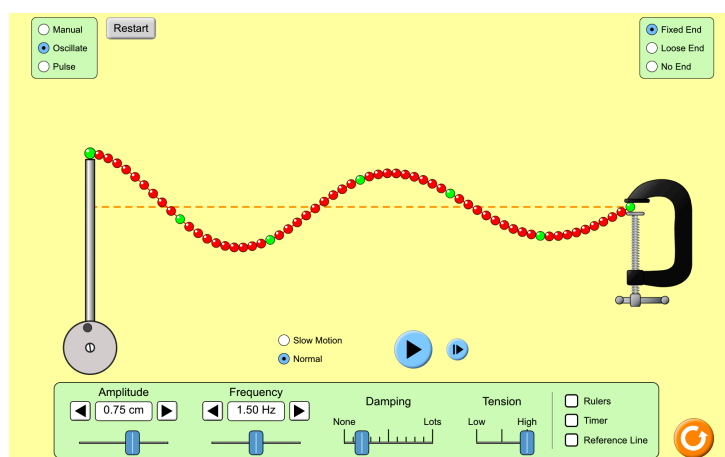 Manual
Oscillate
Pulse
Restart
Fixed End
Loose End
No End
Slow Motion
Normal
Amplitude
0.75 cm
Frequency
1.50 Hz
Damping
None
Lots
Tension
Low
High
Rulers
Timer
Reference Line